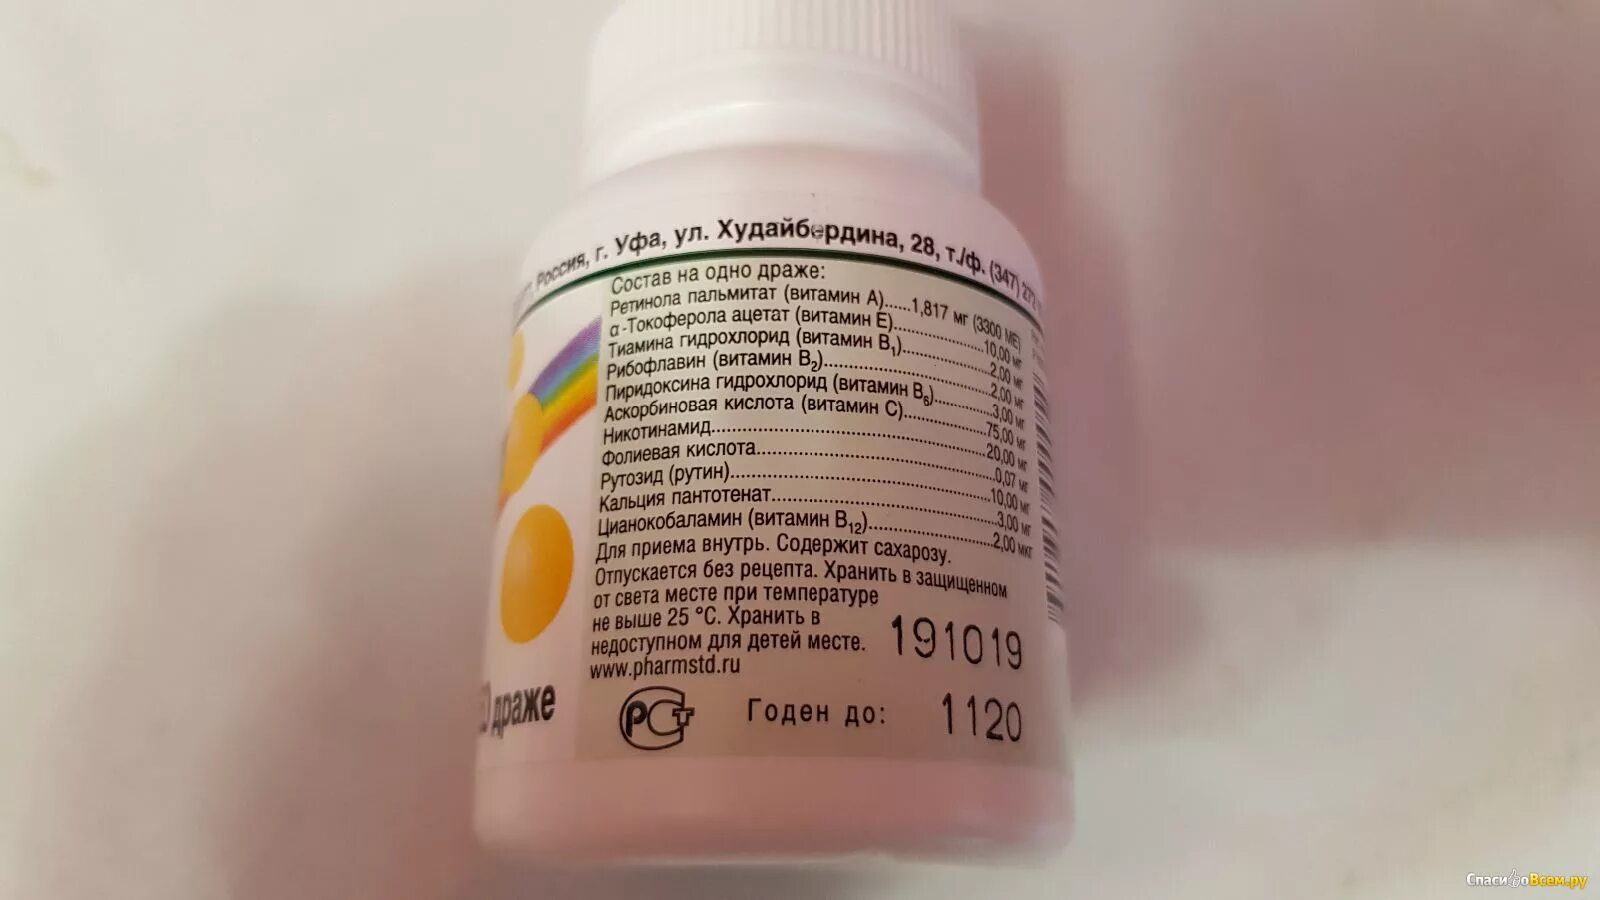 Россия, г. Уфа, ул. Худайбердина, 28, т./ф. (347) 272
Состав на одно драже:
Ретинола пальмитат (витамин А).....1,817 мг (3300 МЕ)
α-Токоферола ацетат (витамин Е)...............10,00 мг
Тиамина гидрохлорид (витамин В₁)...............2,00 мг
Рибофлавин (витамин В₂)............................2,00 мг
Пиридоксина гидрохлорид (витамин В₆)..........3,00 мг
Аскорбиновая кислота (витамин С)..............75,00 мг
Никотинамид.............................................20,00 мг
Фолиевая кислота........................................0,07 мг
Рутозид (рутин)..........................................10,00 мг
Кальция пантотенат.....................................3,00 мг
Цианокобаламин (витамин В₁₂)....................2,00 мкг
Для приема внутрь. Содержит сахарозу.
Отпускается без рецепта. Хранить в защищенном
от света месте при температуре
не выше 25 °С. Хранить в
недоступном для детей месте.
www.pharmstd.ru
191019
драже
РСТ
Годен до: 1120
СпасибоВсем.ру